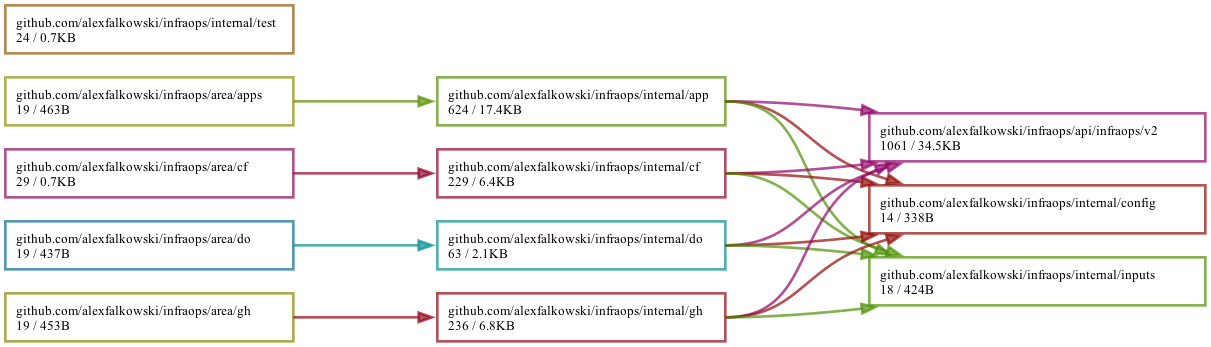 github.com/alexfalkowski/infraops/internal/test
24 / 0.7KB
github.com/alexfalkowski/infraops/area/apps
19 / 463B
github.com/alexfalkowski/infraops/area/cf
29 / 0.7KB
github.com/alexfalkowski/infraops/area/do
19 / 437B
github.com/alexfalkowski/infraops/area/gh
19 / 453B
github.com/alexfalkowski/infraops/internal/app
624 / 17.4KB
github.com/alexfalkowski/infraops/internal/cf
229 / 6.4KB
github.com/alexfalkowski/infraops/internal/do
63 / 2.1KB
github.com/alexfalkowski/infraops/internal/gh
236 / 6.8KB
github.com/alexfalkowski/infraops/api/infraops/v2
1061 / 34.5KB
github.com/alexfalkowski/infraops/internal/config
14 / 338B
github.com/alexfalkowski/infraops/internal/inputs
18 / 424B